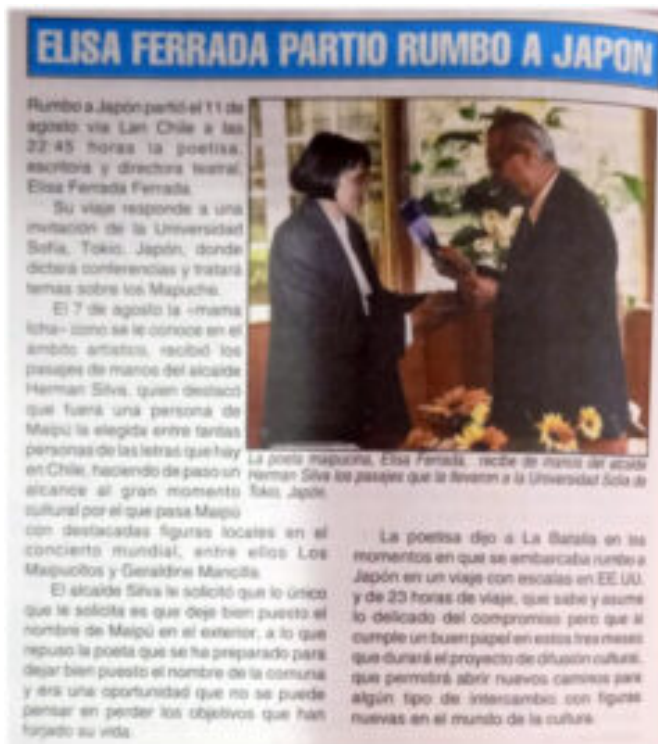 ELISA FERRADA PARTIO RUMBO A JAPON
Rumbo a Japón partió el 11 de
agosto vía Lan Chile a las
22:45 horas la poetisa,
escritora y directora teatral,
Elisa Ferrada Ferrada.
Su viaje responde a una
invitación de la Universidad
Sofía, Tokio, Japón, donde
dictará conferencias y tratará
temas sobre los Mapuche.
El 7 de agosto la «mama
Icha» como se le conoce en el
ámbito artístico, recibió los
pasajes de manos del alcalde
Herman Silva, quien destacó
que fuera una persona de
Maipú la elegida entre tantas
personas de las letras que hay
en Chile, haciendo de paso un
alcance al gran momento
cultural por el que pasa Maipú
con destacadas figuras locales en el
concierto mundial, entre ellos Los
Maipucitos y Geraldine Mancilla.
El alcalde Silva le solicitó que lo único
que le solicita es que deje bien puesto el
nombre de Maipú en el exterior, a lo que
repuso la poeta que se ha preparado para
dejar bien puesto el nombre de la comuna
y era una oportunidad que no se puede
pensar en perder los objetivos que han
forjado su vida.
La poeta maipucina, Elisa Ferrada, recibe de manos del alcalde
Herman Silva los pasajes que la llevaron a la Universidad Sofía de
Tokio, Japón.
La poetisa dijo a La Batalla en los
momentos en que se embarcaba rumbo a
Japón en un viaje con escalas en EE.UU.
y de 23 horas de viaje, que sabe y asume
lo delicado del compromiso pero que si
cumple un buen papel en estos tres meses
que durará el proyecto de difusión cultural,
que permitirá abrir nuevos caminos para
algún tipo de intercambio con figuras
nuevas en el mundo de la cultura.